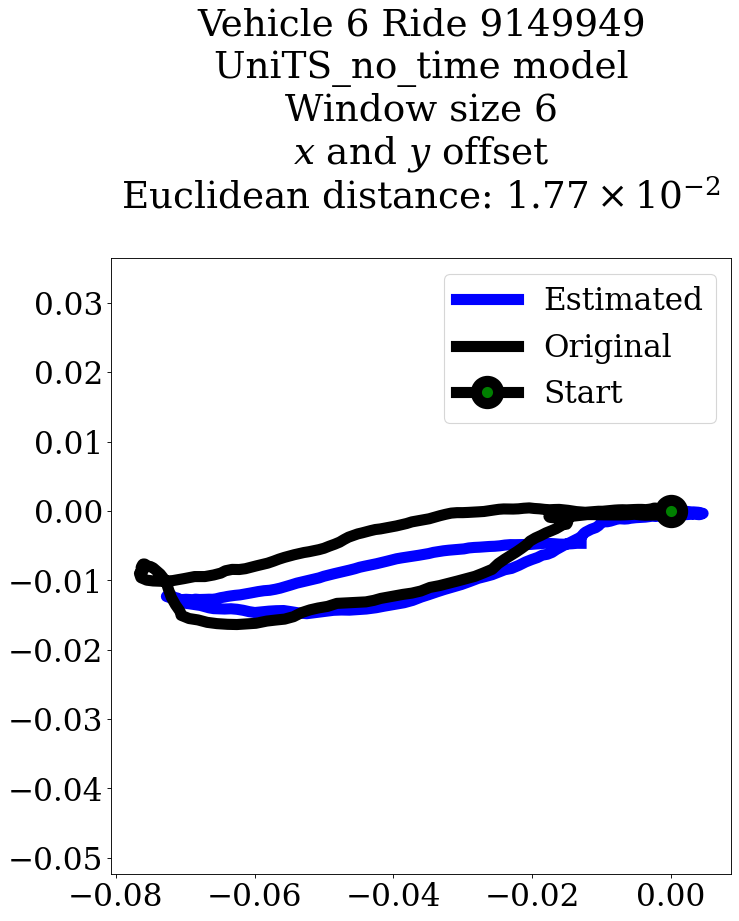 Vehicle 6 Ride 9149949
UniTS_no_time model
Window size 6
x and y offset
Euclidean distance: 1.77 × 10⁻²
Estimated
Original
Start
0.03
0.02
0.01
0.00
−0.01
−0.02
−0.03
−0.04
−0.05
−0.08
−0.06
−0.04
−0.02
0.00